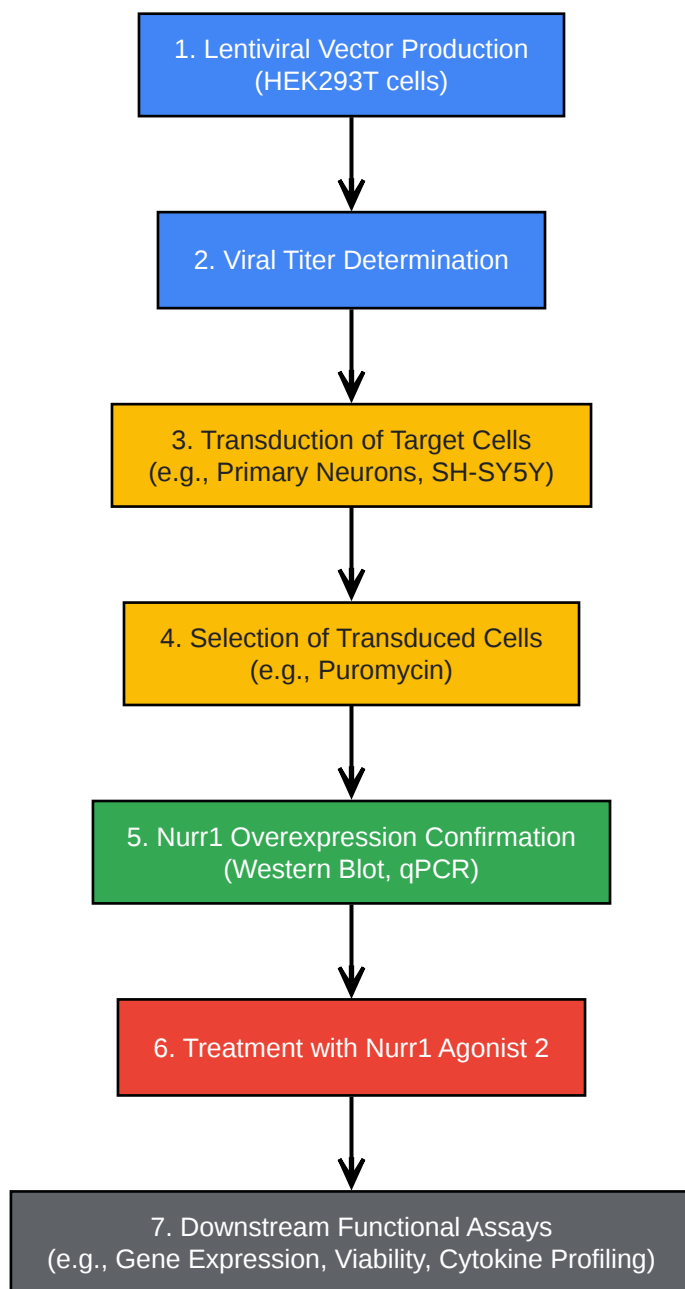 1. Lentiviral Vector Production
(HEK293T cells)
2. Viral Titer Determination
3. Transduction of Target Cells
(e.g., Primary Neurons, SH-SY5Y)
4. Selection of Transduced Cells
(e.g., Puromycin)
5. Nurr1 Overexpression Confirmation
(Western Blot, qPCR)
6. Treatment with Nurr1 Agonist 2
7. Downstream Functional Assays
(e.g., Gene Expression, Viability, Cytokine Profiling)